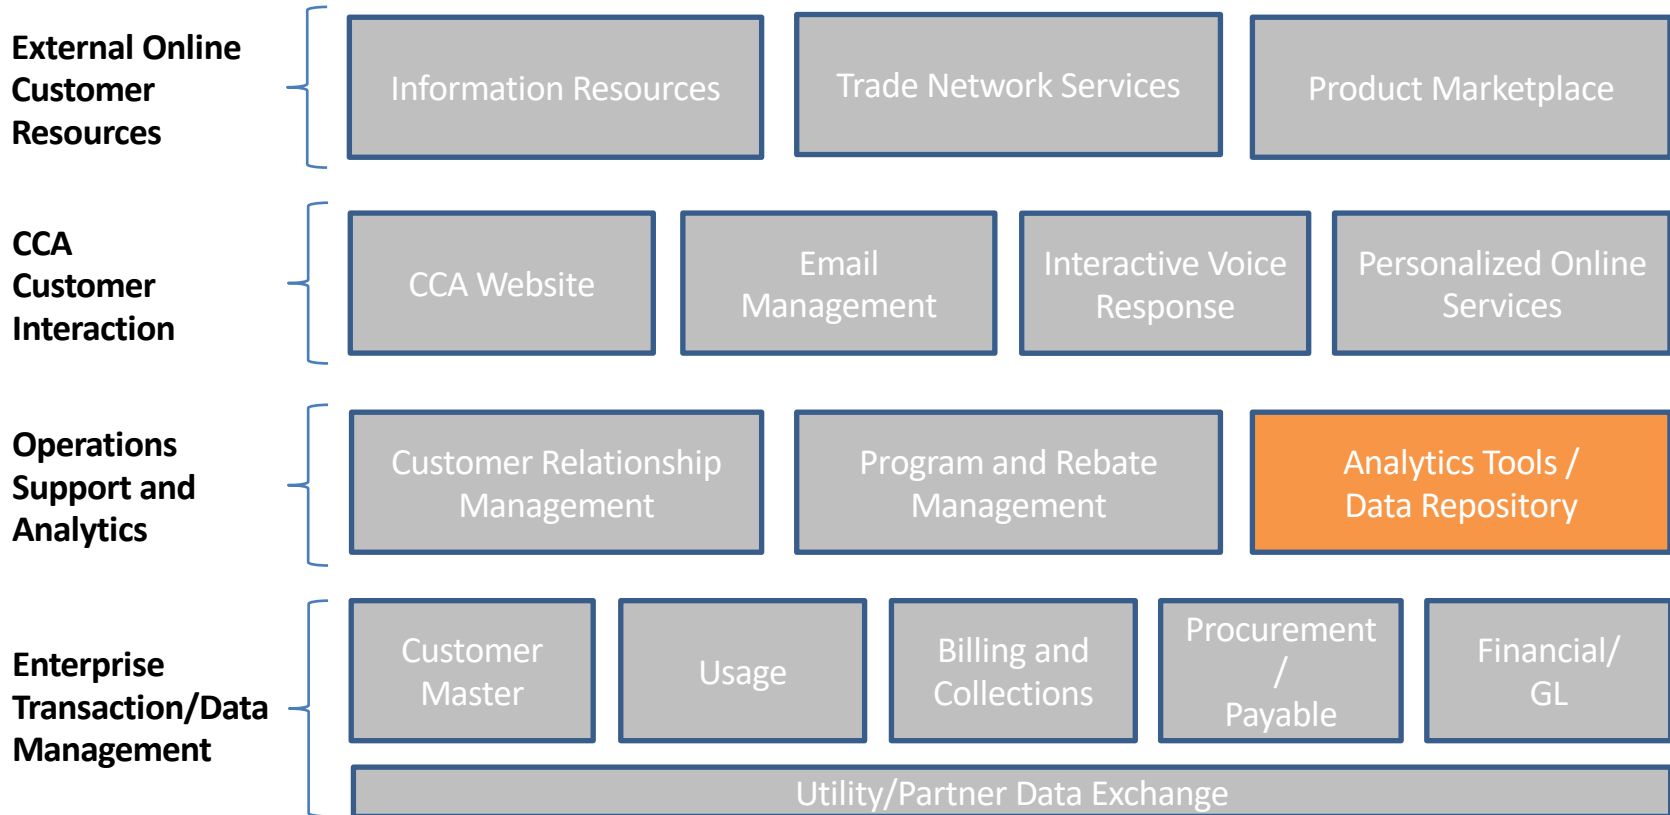 External Online
Customer
Resources
Information Resources
Trade Network Services
Product Marketplace
CCA
Customer
Interaction
CCA Website
Email
Management
Interactive Voice
Response
Personalized Online
Services
Operations
Support and
Analytics
Customer Relationship
Management
Program and Rebate
Management
Analytics Tools /
Data Repository
Enterprise
Transaction/Data
Management
Customer
Master
Usage
Billing and
Collections
Procurement
/
Payable
Financial/
GL
Utility/Partner Data Exchange